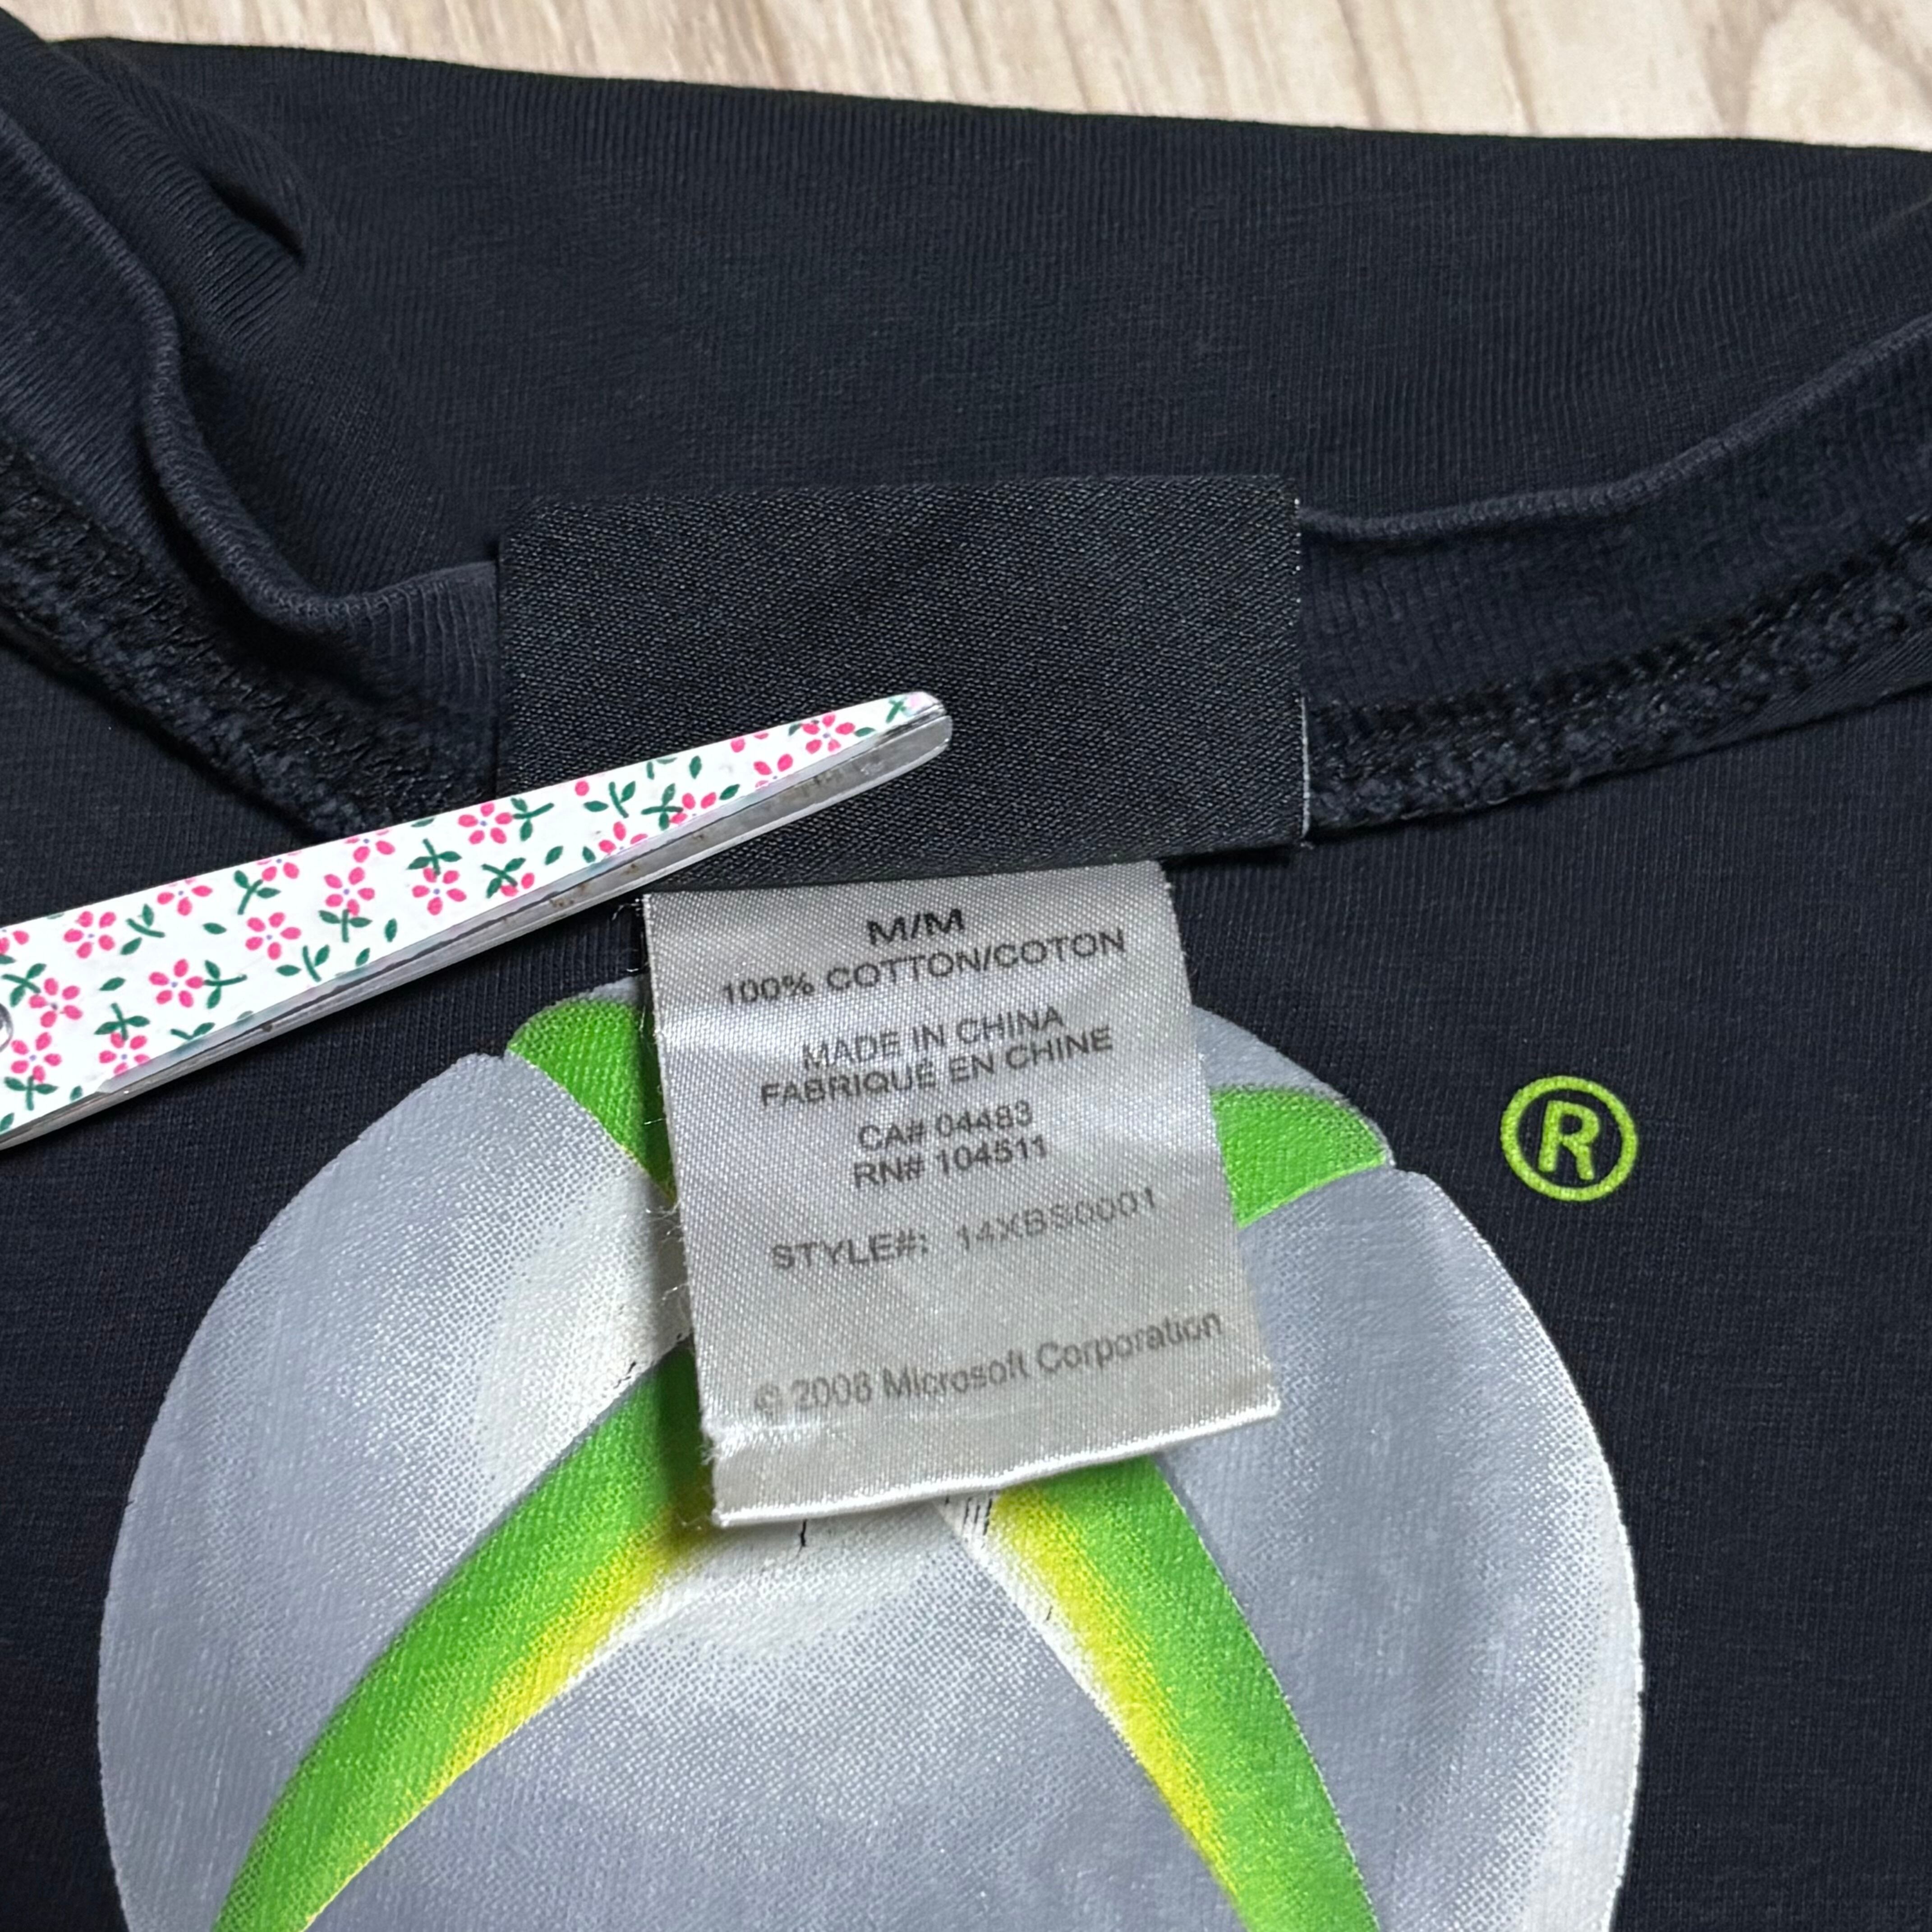 M/M
100% COTTON/COTON
MADE IN CHINA
FABRIQUÉ EN CHINE
CA# 04483
RN# 104511
STYLE#: 14XBS0001
© 2008 Microsoft Corporation
®